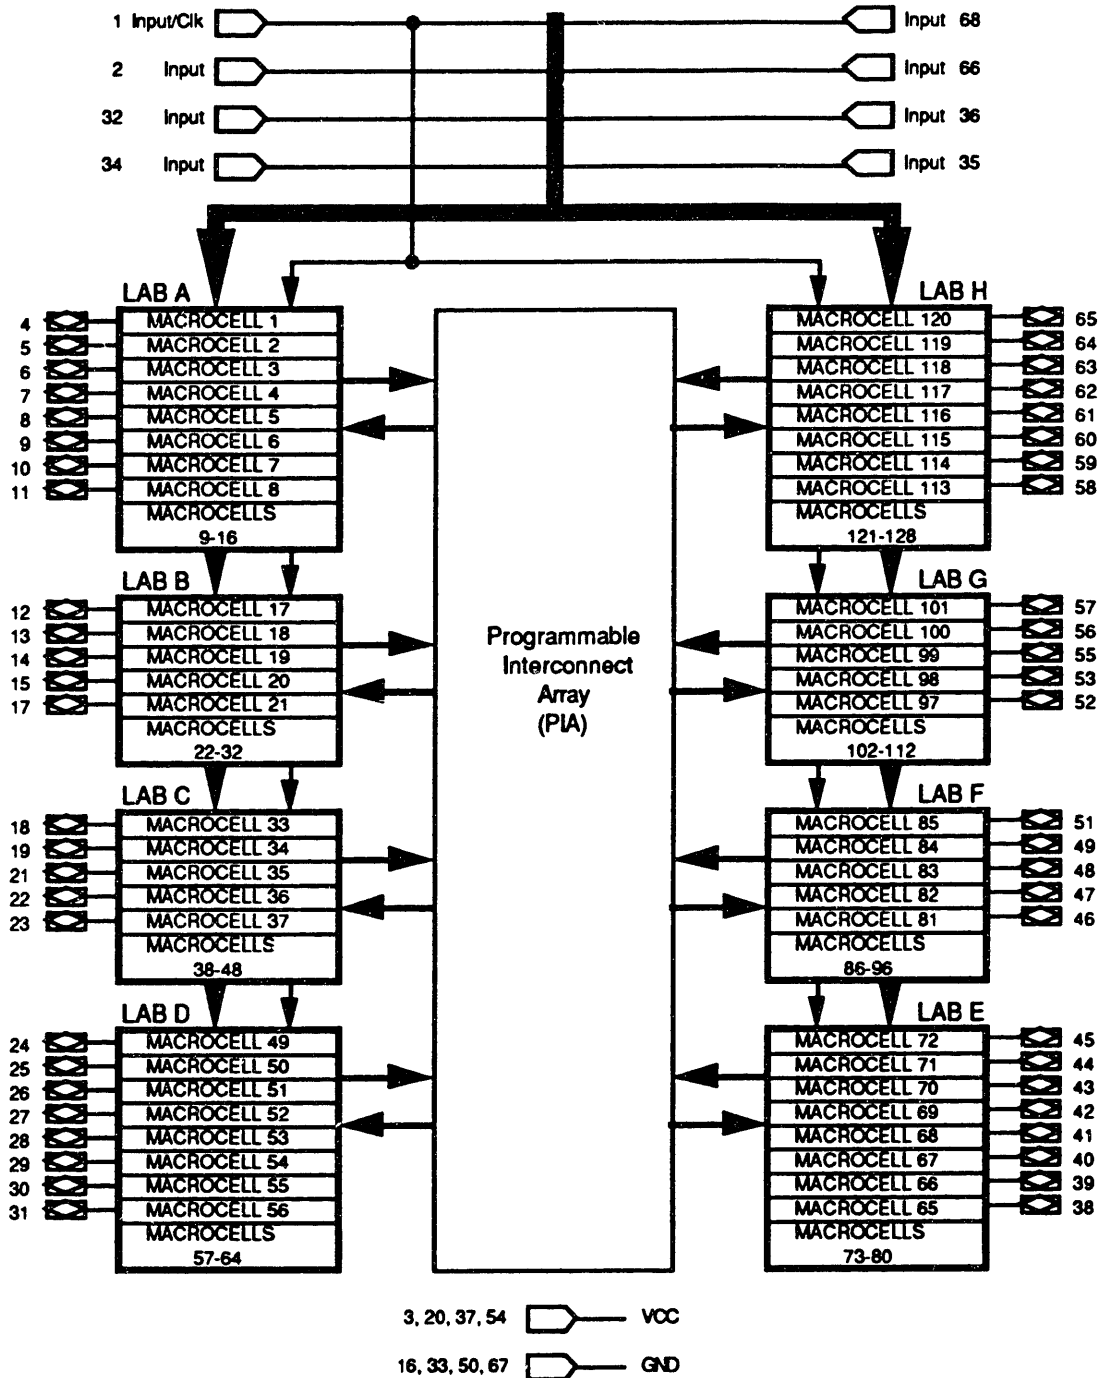 1 Input/Clk Input 68
2 Input Input 66
32 Input Input 36
34 Input Input 35
LAB A
4 MACROCELL 1
5 MACROCELL 2
6 MACROCELL 3
7 MACROCELL 4
8 MACROCELL 5
9 MACROCELL 6
10 MACROCELL 7
11 MACROCELL 8
MACROCELLS
9-16
LAB B
12 MACROCELL 17
13 MACROCELL 18
14 MACROCELL 19
15 MACROCELL 20
17 MACROCELL 21
MACROCELLS
22-32
LAB C
18 MACROCELL 33
19 MACROCELL 34
21 MACROCELL 35
22 MACROCELL 36
23 MACROCELL 37
MACROCELLS
38-48
LAB D
24 MACROCELL 49
25 MACROCELL 50
26 MACROCELL 51
27 MACROCELL 52
28 MACROCELL 53
29 MACROCELL 54
30 MACROCELL 55
31 MACROCELL 56
MACROCELLS
57-64
Programmable
Interconnect
Array
(PIA)
LAB H
MACROCELL 120 65
MACROCELL 119 64
MACROCELL 118 63
MACROCELL 117 62
MACROCELL 116 61
MACROCELL 115 60
MACROCELL 114 59
MACROCELL 113 58
MACROCELLS
121-128
LAB G
MACROCELL 101 57
MACROCELL 100 56
MACROCELL 99 55
MACROCELL 98 53
MACROCELL 97 52
MACROCELLS
102-112
LAB F
MACROCELL 85 51
MACROCELL 84 49
MACROCELL 83 48
MACROCELL 82 47
MACROCELL 81 46
MACROCELLS
86-96
LAB E
MACROCELL 72 45
MACROCELL 71 44
MACROCELL 70 43
MACROCELL 69 42
MACROCELL 68 41
MACROCELL 67 40
MACROCELL 66 39
MACROCELL 65 38
MACROCELLS
73-80
3, 20, 37, 54 VCC
16, 33, 50, 67 GND